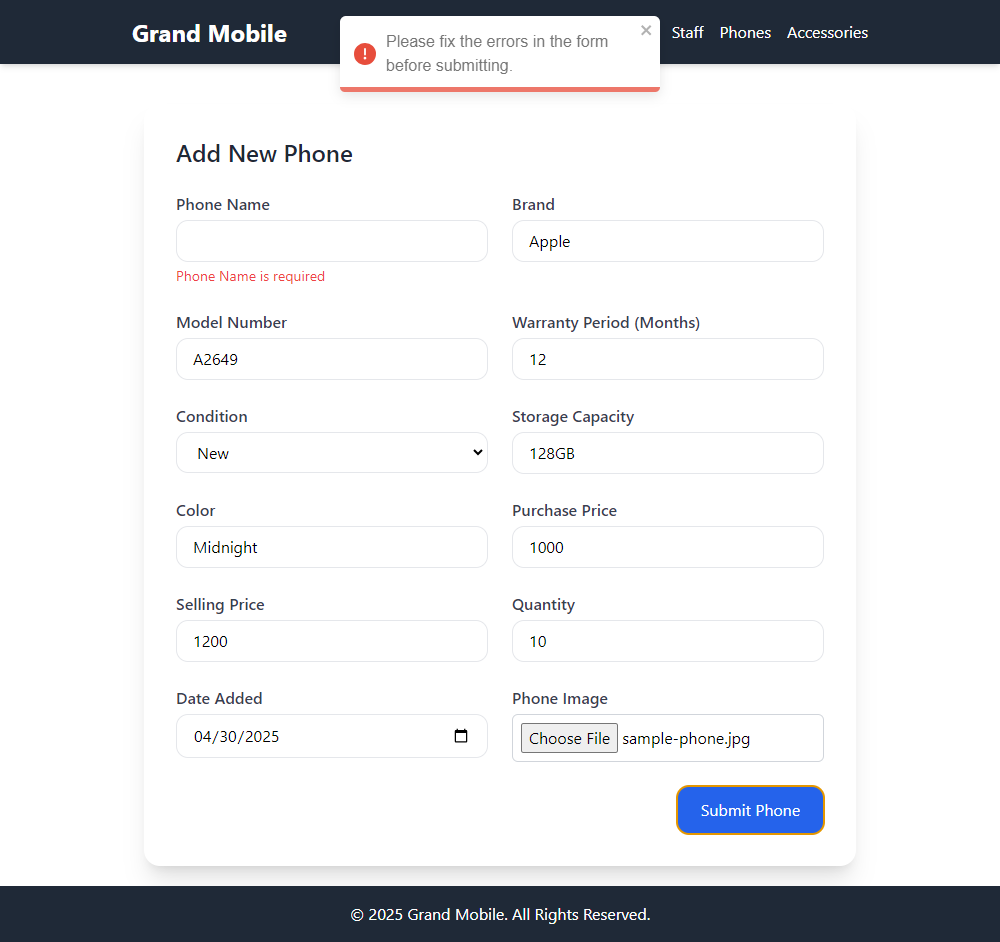 Grand Mobile
Staff Phones Accessories
Please fix the errors in the form
before submitting.
Add New Phone
Phone Name
Phone Name is required
Brand
Apple
Model Number
A2649
Warranty Period (Months)
12
Condition
New
Storage Capacity
128GB
Color
Midnight
Purchase Price
1000
Selling Price
1200
Quantity
10
Date Added
04/30/2025
Phone Image
Choose File sample-phone.jpg
Submit Phone
© 2025 Grand Mobile. All Rights Reserved.